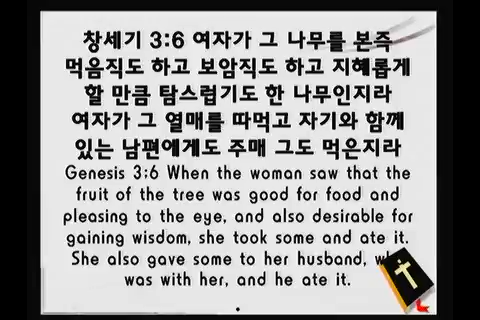 창세기 3:6 여자가 그 나무를 본즉
먹음직도 하고 보암직도 하고 지혜롭게
할 만큼 탐스럽기도 한 나무인지라
여자가 그 열매를 따먹고 자기와 함께
있는 남편에게도 주매 그도 먹은지라
Genesis 3:6 When the woman saw that the
fruit of the tree was good for food and
pleasing to the eye, and also desirable for
gaining wisdom, she took some and ate it.
She also gave some to her husband,
was with her, and he ate it.